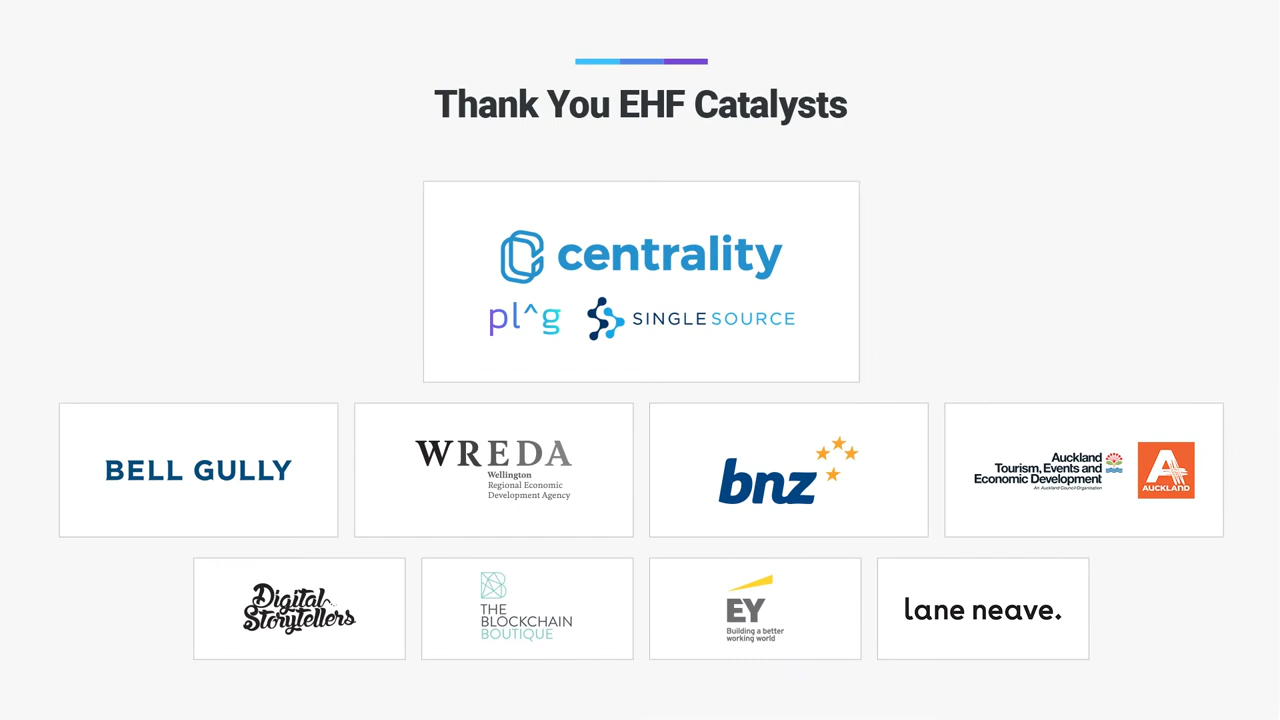 Thank You EHF Catalysts
centrality
pl^g
SINGLESOURCE
BELL GULLY
WREDA
Wellington
Regional Economic
Development Agency
bnz
Auckland
Tourism, Events and
Economic Development
An Auckland Council Organisation
AUCKLAND
Digital
Storytellers
THE
BLOCKCHAIN
BOUTIQUE
EY
Building a better
working world
lane neave.